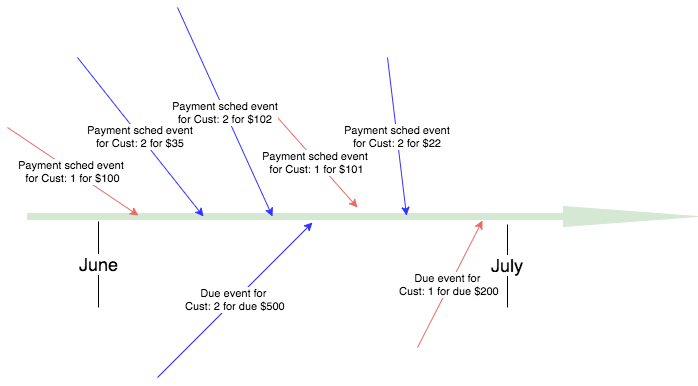 Payment sched event
for Cust: 2 for $102
Payment sched event
for Cust: 2 for $35
Payment sched event
for Cust: 2 for $22
Payment sched event
for Cust: 1 for $101
Payment sched event
for Cust: 1 for $100
June
July
Due event for
Cust: 2 for due $500
Due event for
Cust: 1 for due $200